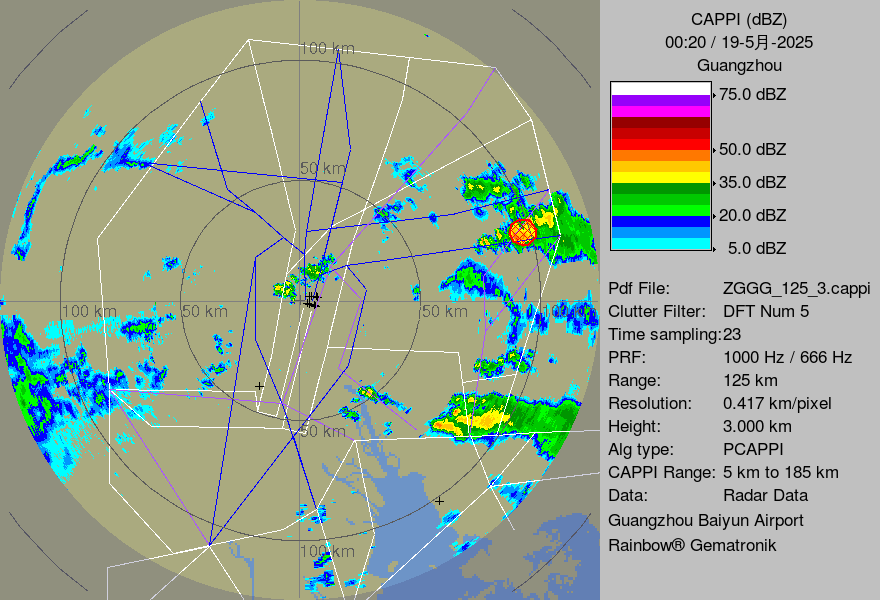 CAPPI (dBZ)
00:20 / 19-5月-2025
Guangzhou
75.0 dBZ
50.0 dBZ
35.0 dBZ
20.0 dBZ
5.0 dBZ
Pdf File: ZGGG_125_3.cappi
Clutter Filter: DFT Num 5
Time sampling:23
PRF: 1000 Hz / 666 Hz
Range: 125 km
Resolution: 0.417 km/pixel
Height: 3.000 km
Alg type: PCAPPI
CAPPI Range: 5 km to 185 km
Data: Radar Data
Guangzhou Baiyun Airport
Rainbow® Gematronik
100 km
50 km
100 km
50 km
50 km
50 km
100 km